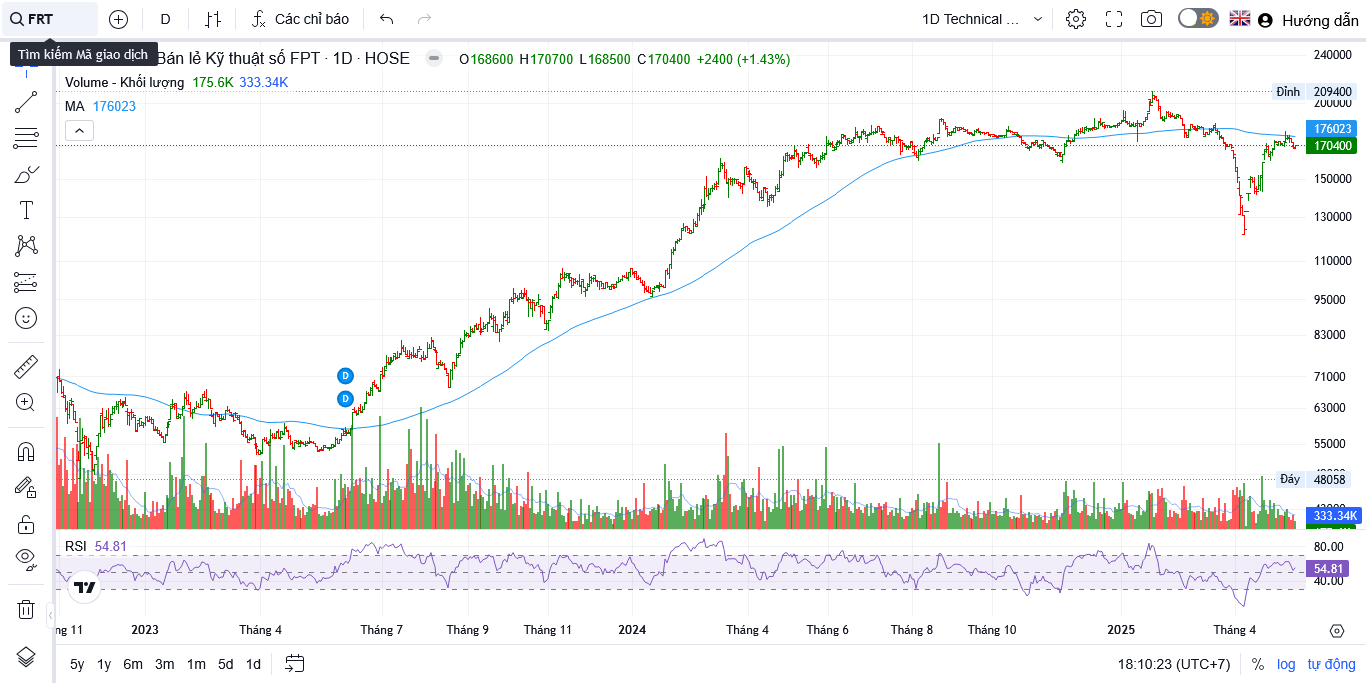 FRT
D
Các chỉ báo
1D Technical ...
Hướng dẫn
Tìm kiếm Mã giao dịch
Bán lẻ Kỹ thuật số FPT · 1D · HOSE
O168600 H170700 L168500 C170400 +2400 (+1.43%)
Volume - Khối lượng 175.6K 333.34K
MA 176023
240000
Đỉnh 209400
200000
176023
170400
150000
130000
110000
95000
83000
71000
D
D
63000
55000
Đáy 48058
333.34K
RSI 54.81
80.00
54.81
40.00
ng 11 2023 Tháng 4 Tháng 7 Tháng 9 Tháng 11 2024 Tháng 4 Tháng 6 Tháng 8 Tháng 10 2025 Tháng 4
5y 1y 6m 3m 1m 5d 1d
18:10:23 (UTC+7) % log tự động